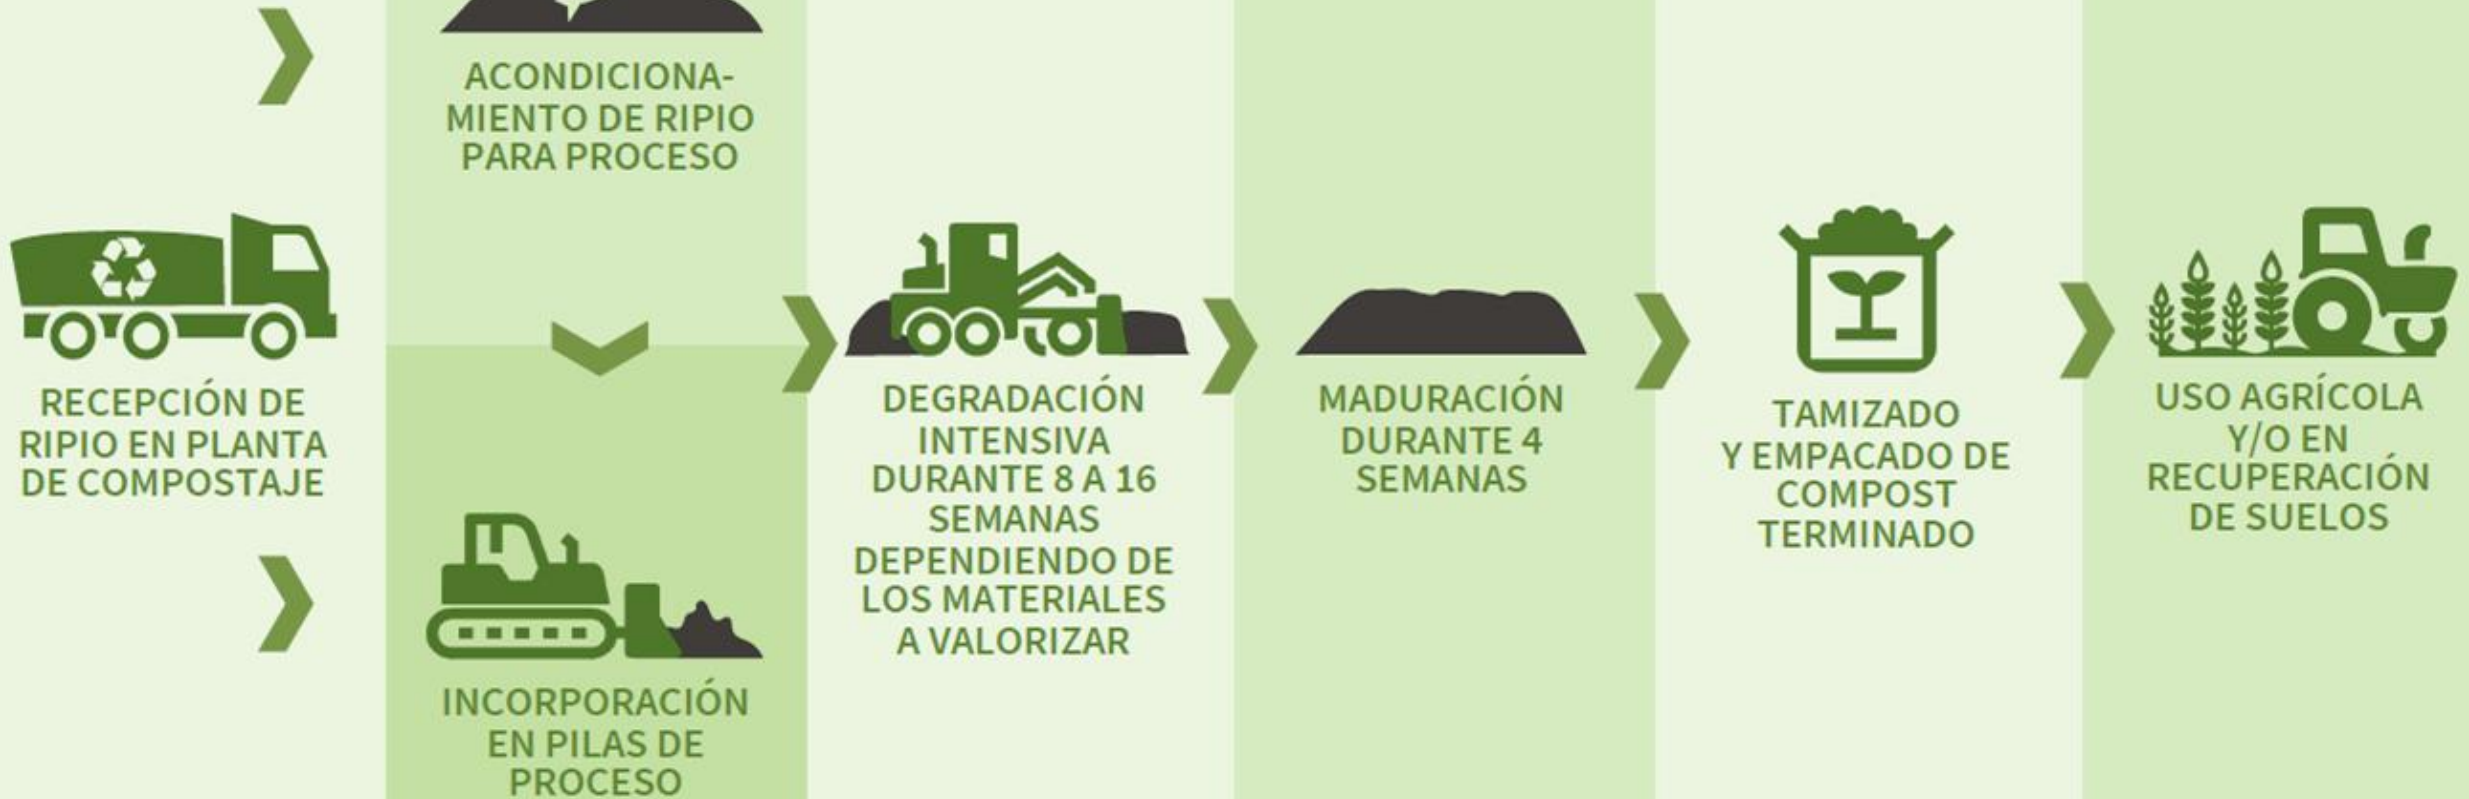 RECEPCIÓN DE
RIPIO EN PLANTA
DE COMPOSTAJE
ACONDICIONA-
MIENTO DE RIPIO
PARA PROCESO
INCORPORACIÓN
EN PILAS DE
PROCESO
DEGRADACIÓN
INTENSIVA
DURANTE 8 A 16
SEMANAS
DEPENDIENDO DE
LOS MATERIALES
A VALORIZAR
MADURACIÓN
DURANTE 4
SEMANAS
TAMIZADO
Y EMPACADO DE
COMPOST
TERMINADO
USO AGRÍCOLA
Y/O EN
RECUPERACIÓN
DE SUELOS